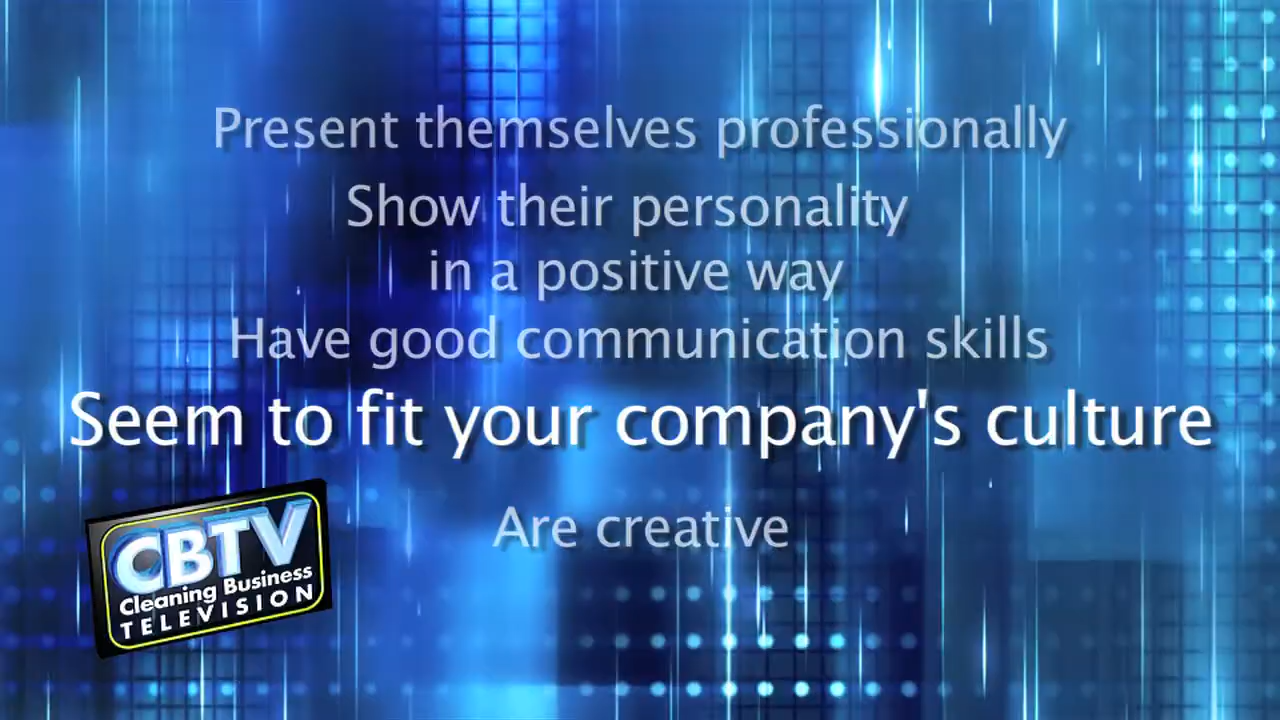 Present themselves professionally
Show their personality
in a positive way
Have good communication skills
Seem to fit your company's culture
Are creative
CBTV
Cleaning Business
TELEVISION